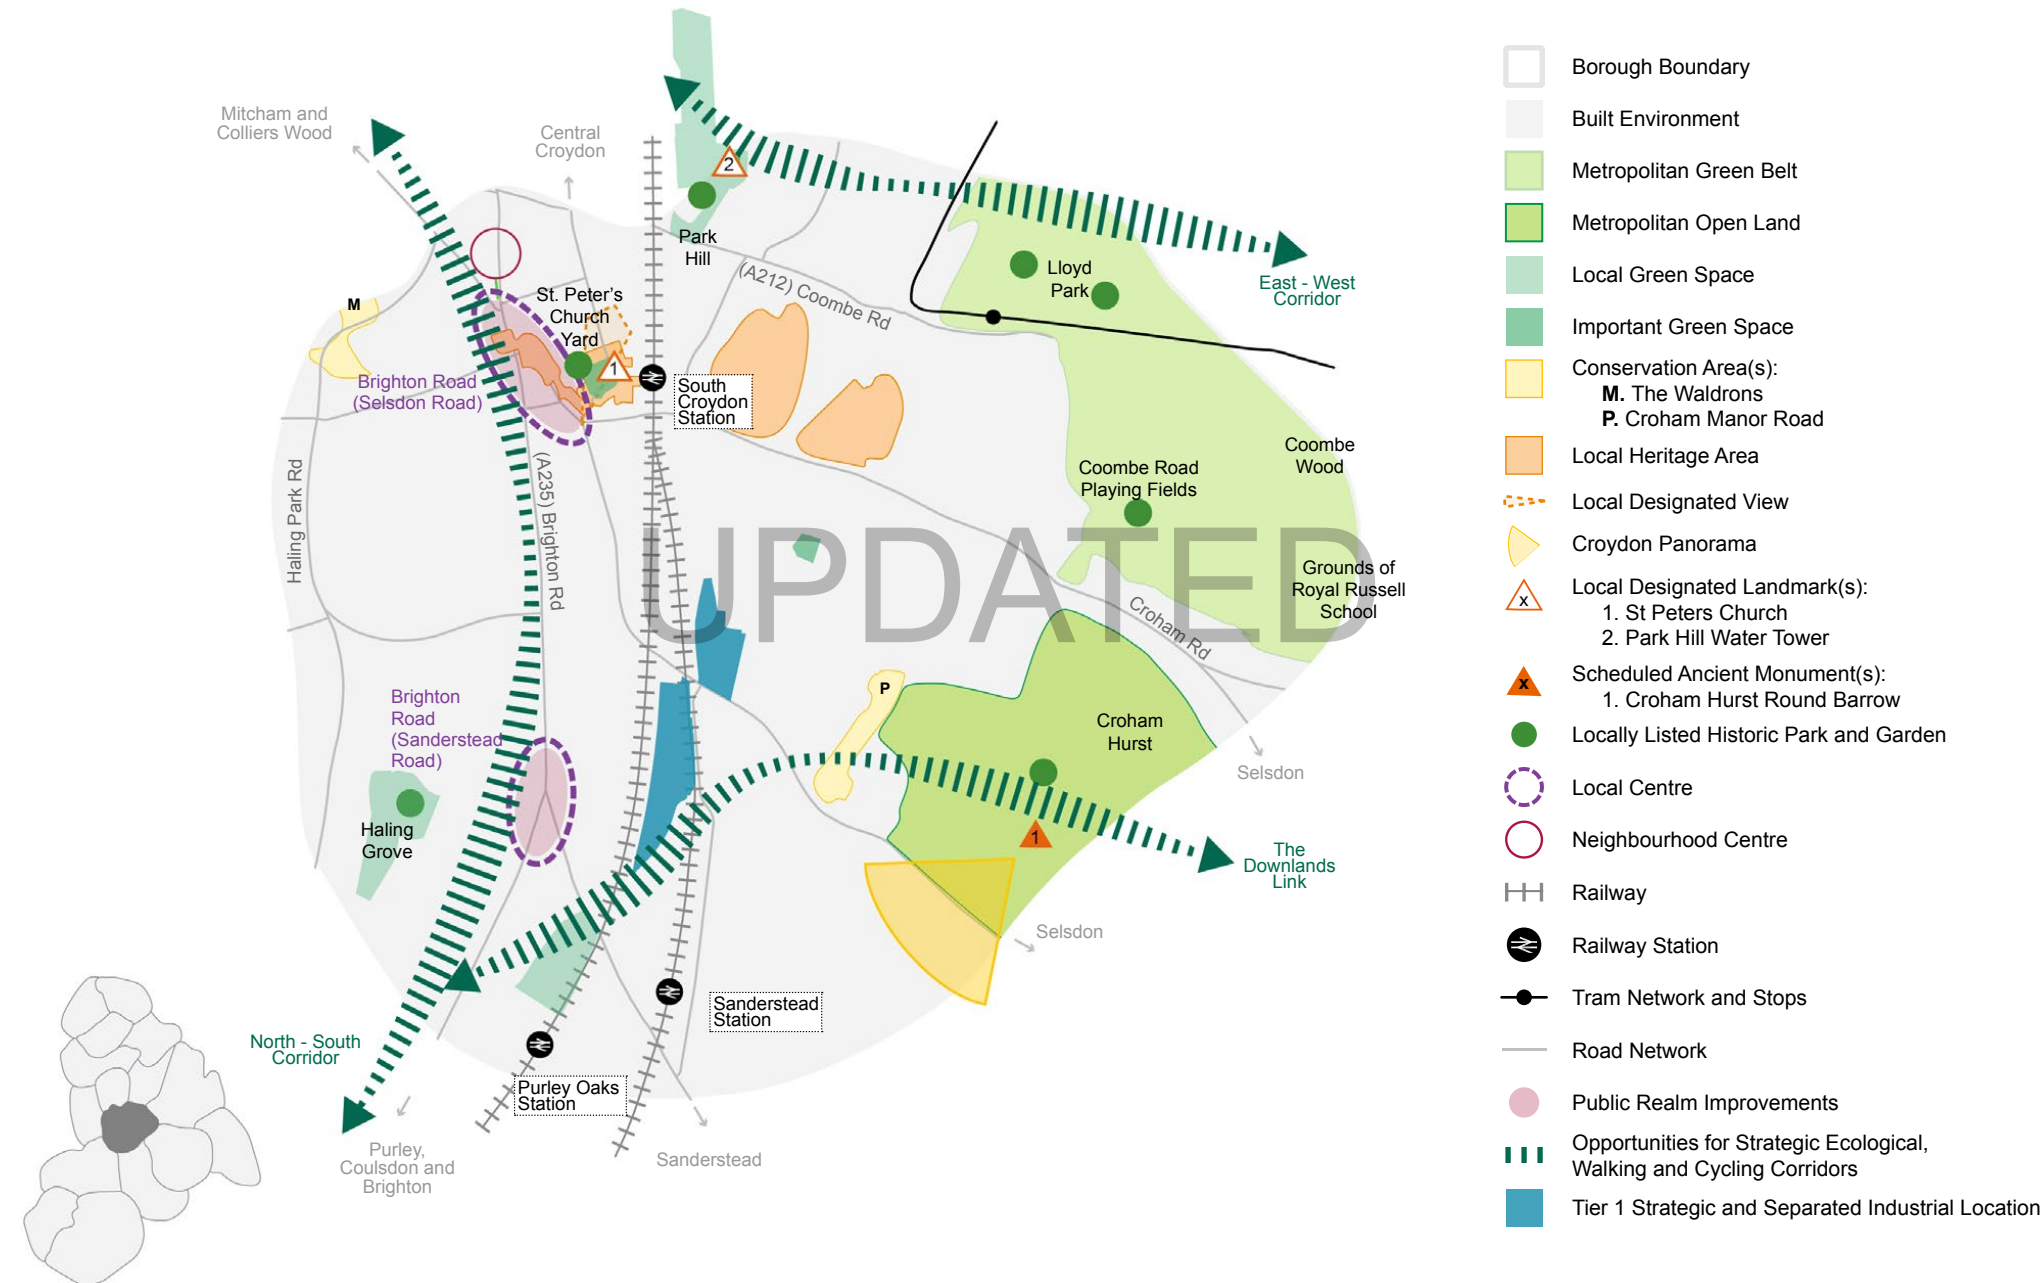 Mitcham and
Colliers Wood
Central
Croydon
2
Park
Hill
(A212) Coombe Rd
Lloyd
Park
East - West
Corridor
M
St. Peter's
Church
Yard
1
Brighton Road
(Selsdon Road)
South
Croydon
Station
Haling Park Rd
(A235) Brighton Rd
Coombe Road
Playing Fields
Coombe
Wood
UPDATED
Grounds of
Royal Russell
School
Croham Rd
P
Brighton
Road
(Sanderstead
Road)
Croham
Hurst
Selsdon
Haling
Grove
1
The
Downlands
Link
Selsdon
Sanderstead
Station
North - South
Corridor
Purley Oaks
Station
Purley,
Coulsdon and
Brighton
Sanderstead
Borough Boundary
Built Environment
Metropolitan Green Belt
Metropolitan Open Land
Local Green Space
Important Green Space
Conservation Area(s):
M. The Waldrons
P. Croham Manor Road
Local Heritage Area
Local Designated View
Croydon Panorama
x
Local Designated Landmark(s):
1. St Peters Church
2. Park Hill Water Tower
x
Scheduled Ancient Monument(s):
1. Croham Hurst Round Barrow
Locally Listed Historic Park and Garden
Local Centre
Neighbourhood Centre
Railway
Railway Station
Tram Network and Stops
Road Network
Public Realm Improvements
Opportunities for Strategic Ecological,
Walking and Cycling Corridors
Tier 1 Strategic and Separated Industrial Location